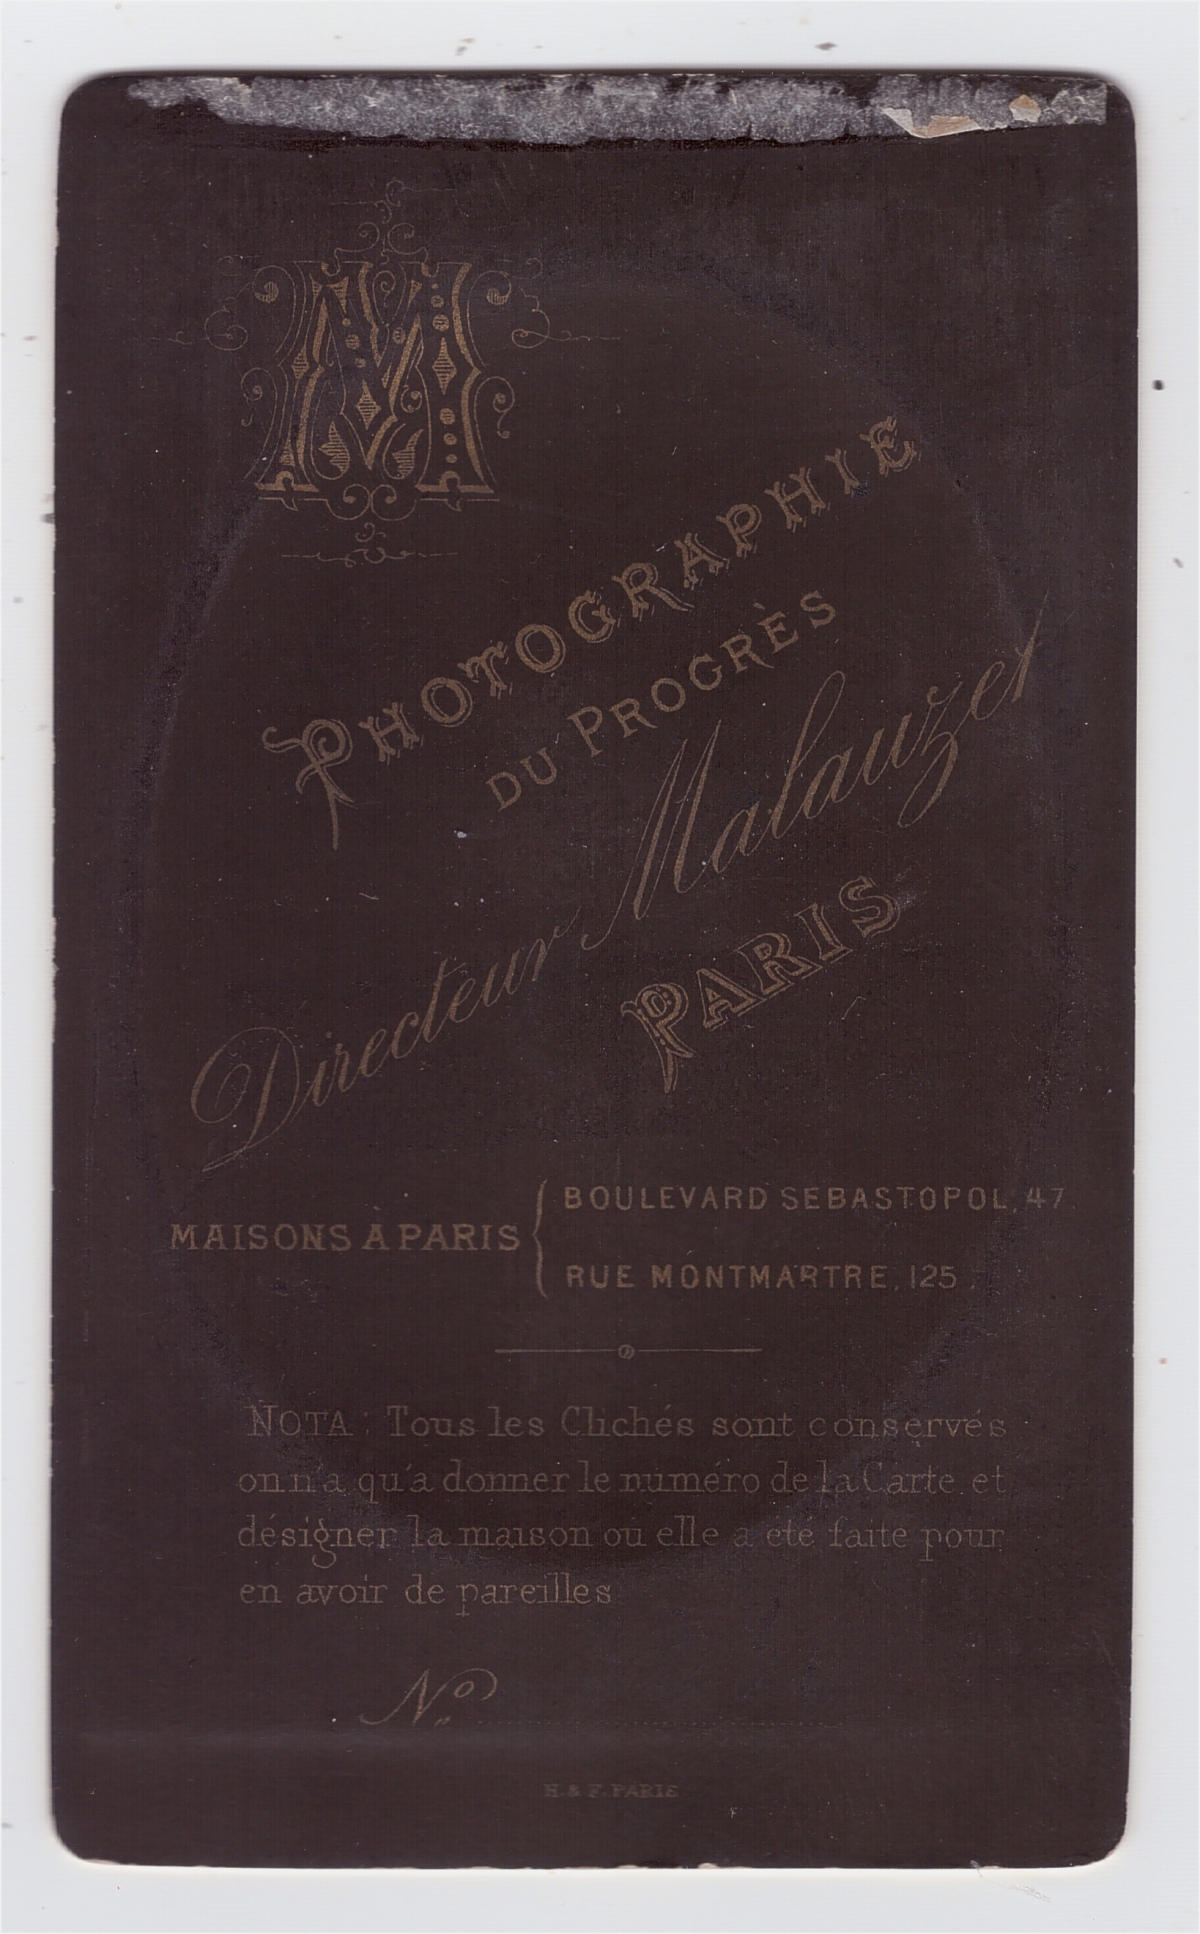 M
PHOTOGRAPHIE
DU PROGRÈS
Directeur Malauzet
PARIS
MAISONS À PARIS
BOULEVARD SEBASTOPOL, 47.
RUE MONTMARTRE, 125.
NOTA : Tous les Clichés sont conservés
on n'a qu'à donner le numéro de la Carte et
désigner la maison ou elle a été faite pour
en avoir de pareilles
No
H. & F. PARIS